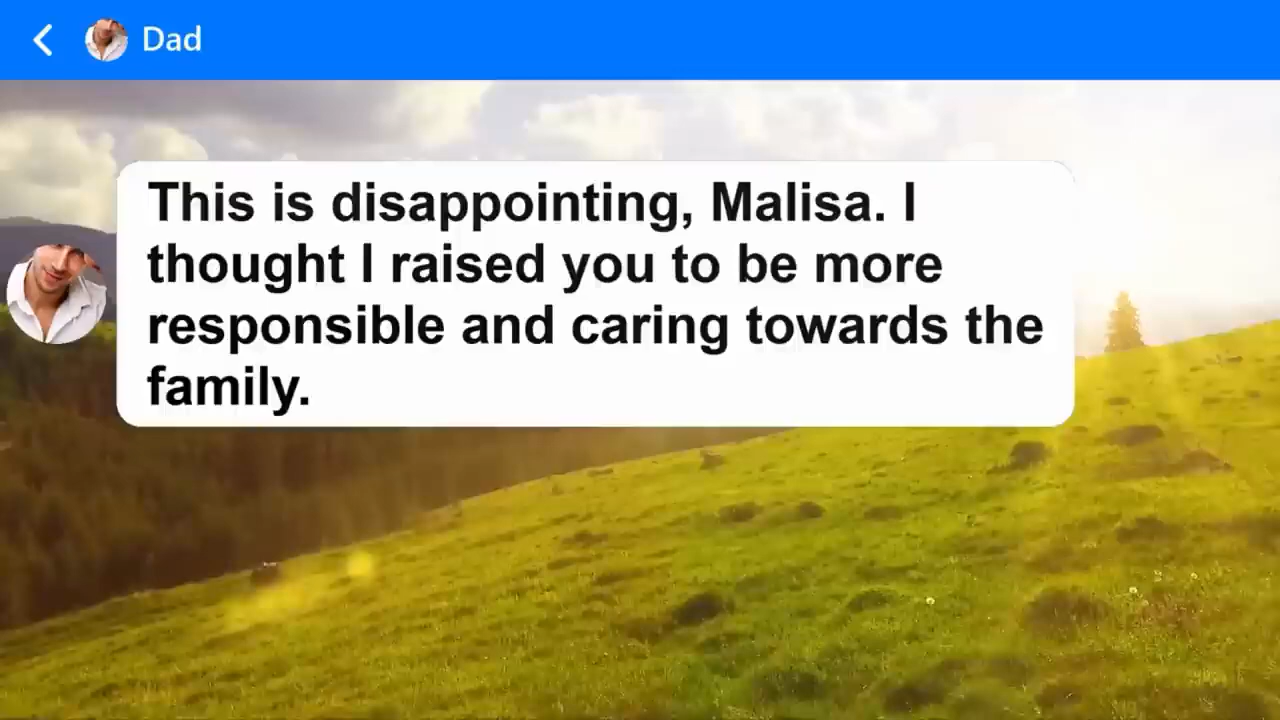 Dad
This is disappointing, Malisa. I
thought I raised you to be more
responsible and caring towards the
family.